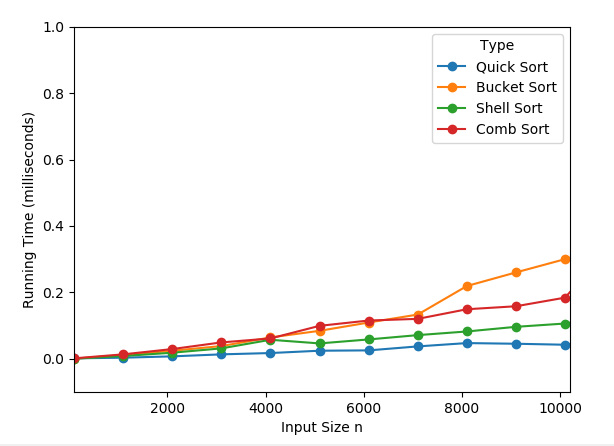 1.0
0.8
0.6
0.4
0.2
0.0
Running Time (milliseconds)
Type
Quick Sort
Bucket Sort
Shell Sort
Comb Sort
2000 4000 6000 8000 10000
Input Size n